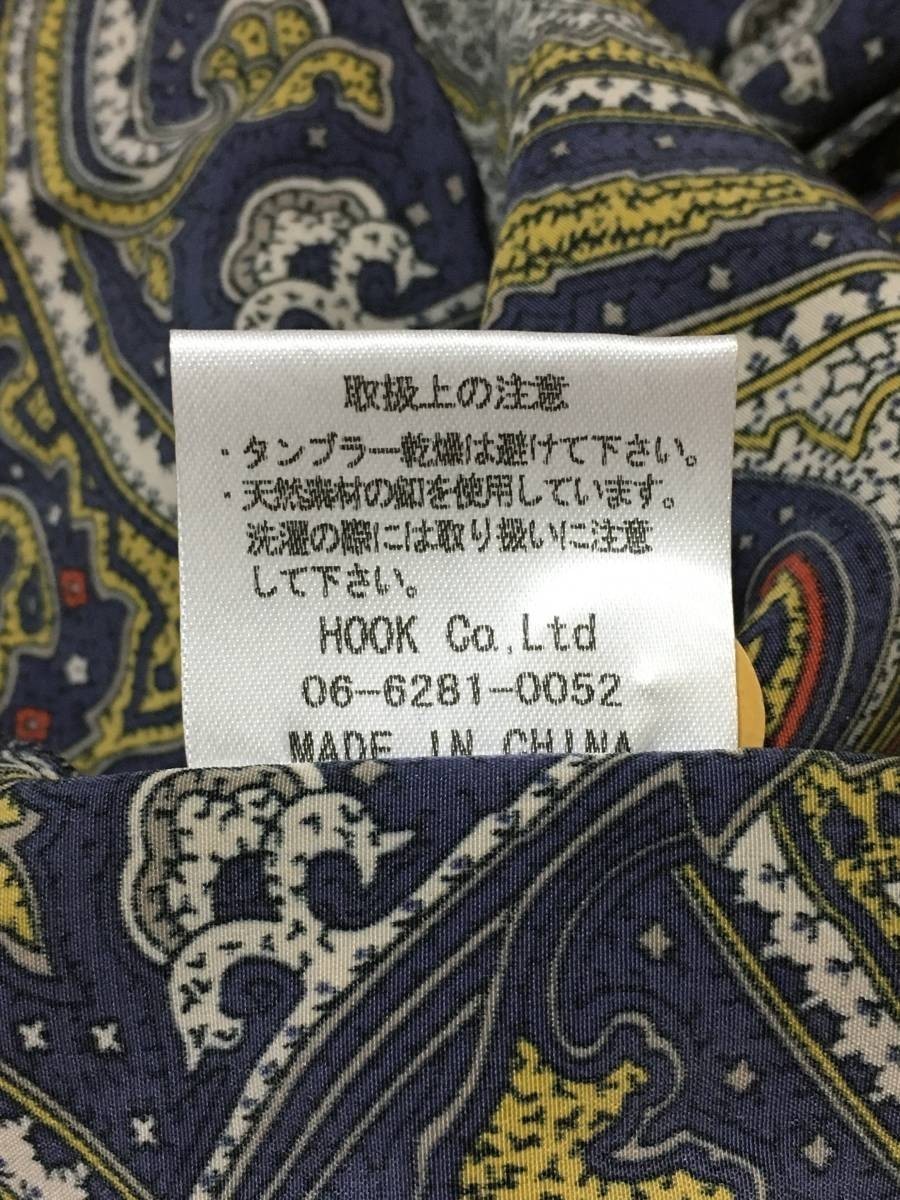 取扱上の注意
・タンブラー乾燥は避けて下さい。
・天然素材の釦を使用しています。
洗濯の際には取り扱いに注意
して下さい。
HOOK Co,Ltd
06-6281-0052
MADE IN CHINA